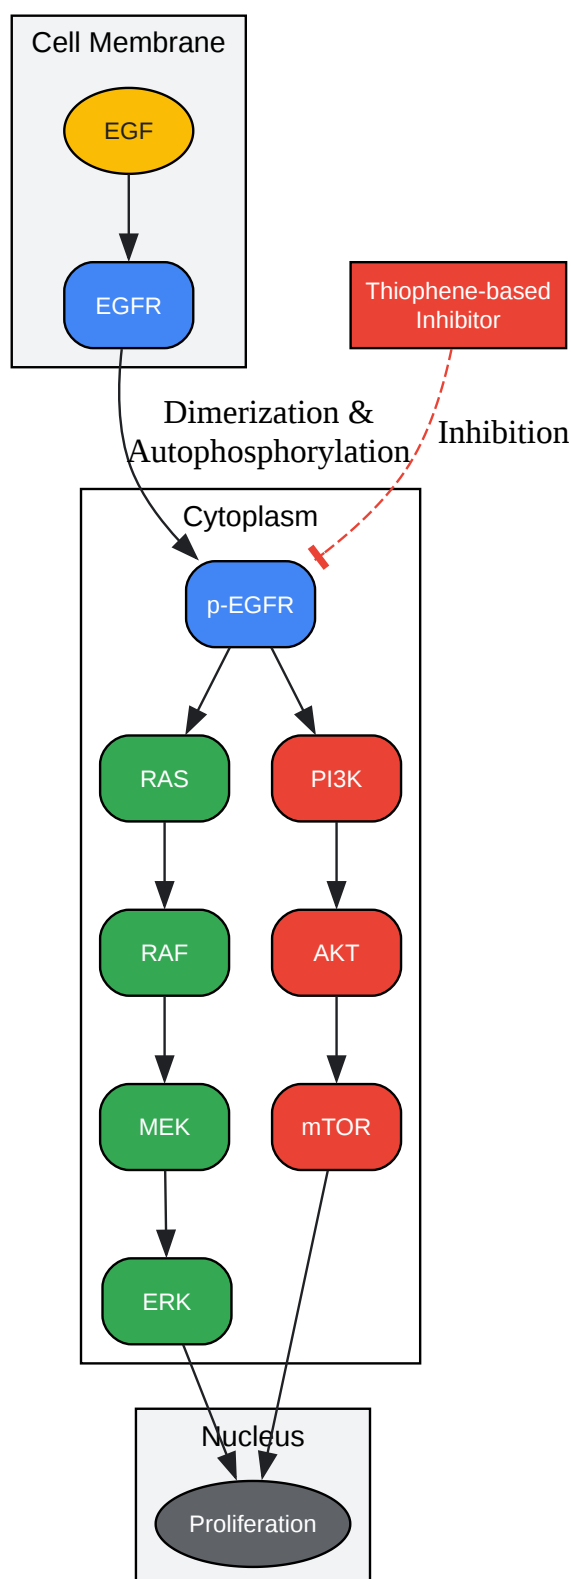 Cell Membrane
EGF
EGFR
Thiophene-based
Inhibitor
Dimerization &
Autophosphorylation
Inhibition
Cytoplasm
p-EGFR
RAS
PI3K
RAF
AKT
MEK
mTOR
ERK
Nucleus
Proliferation